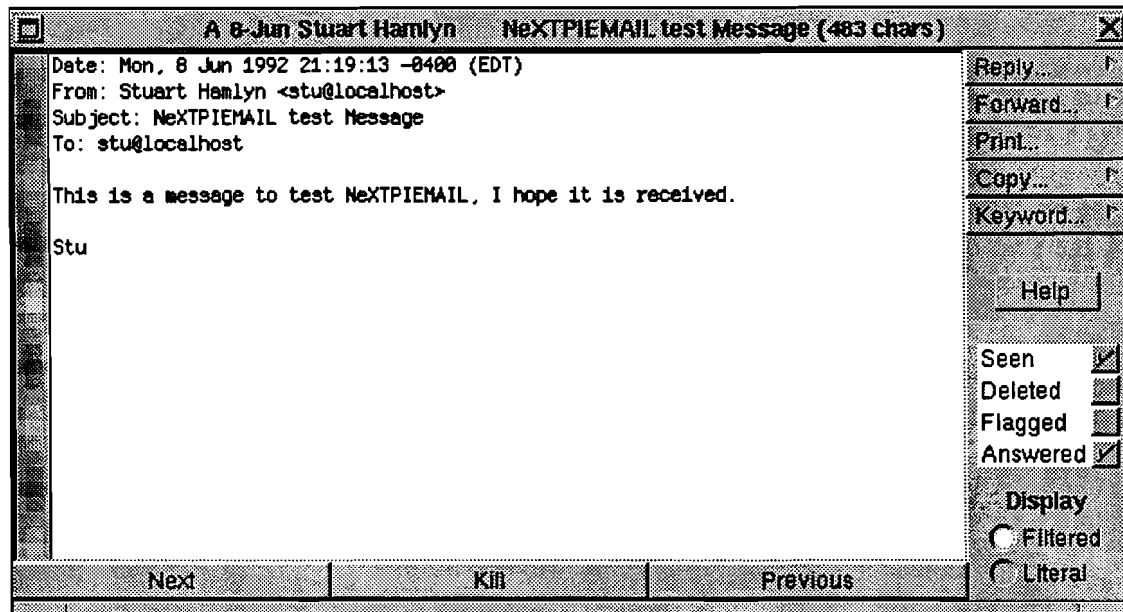 A 8-Jun Stuart Hamlyn NeXTPIEMAIL test Message (483 chars)
Date: Mon, 8 Jun 1992 21:19:13 -0400 (EDT)
From: Stuart Hamlyn <stu@localhost>
Subject: NeXTPIEMAIL test Message
To: stu@localhost
This is a message to test NeXTPIEMAIL, I hope it is received.
Stu
Reply...
Forward...
Print...
Copy...
Keyword...
Help
Seen
Deleted
Flagged
Answered
Display
Filtered
Literal
Next Kill Previous